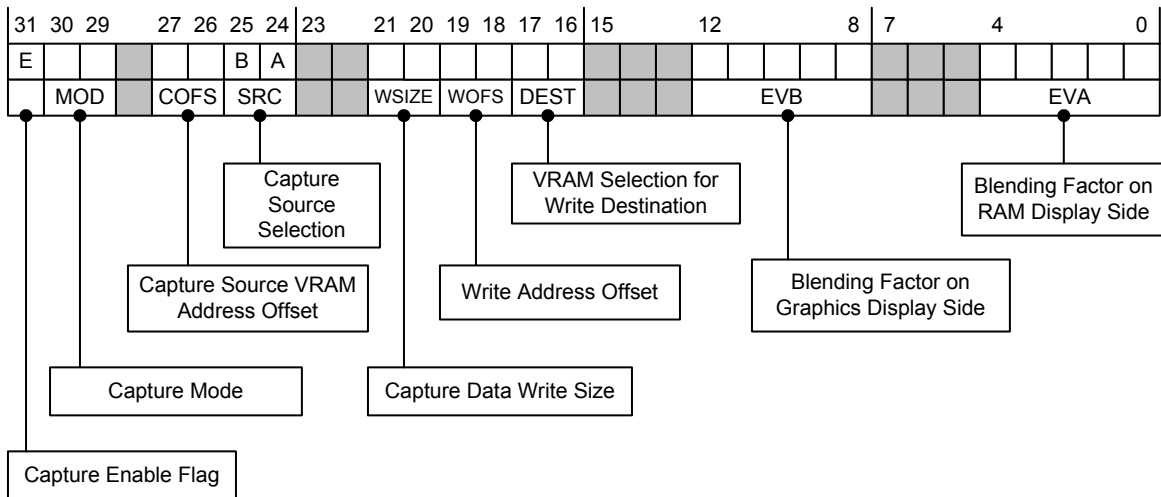 31 30 29 27 26 25 24 23 21 20 19 18 17 16 15 12 8 7 4 0
E B A
MOD COFS SRC WSIZE WOFS DEST EVB EVA
Capture
Source
Selection
VRAM Selection for
Write Destination
Blending Factor on
RAM Display Side
Capture Source VRAM
Address Offset
Write Address Offset
Blending Factor on
Graphics Display Side
Capture Mode
Capture Data Write Size
Capture Enable Flag